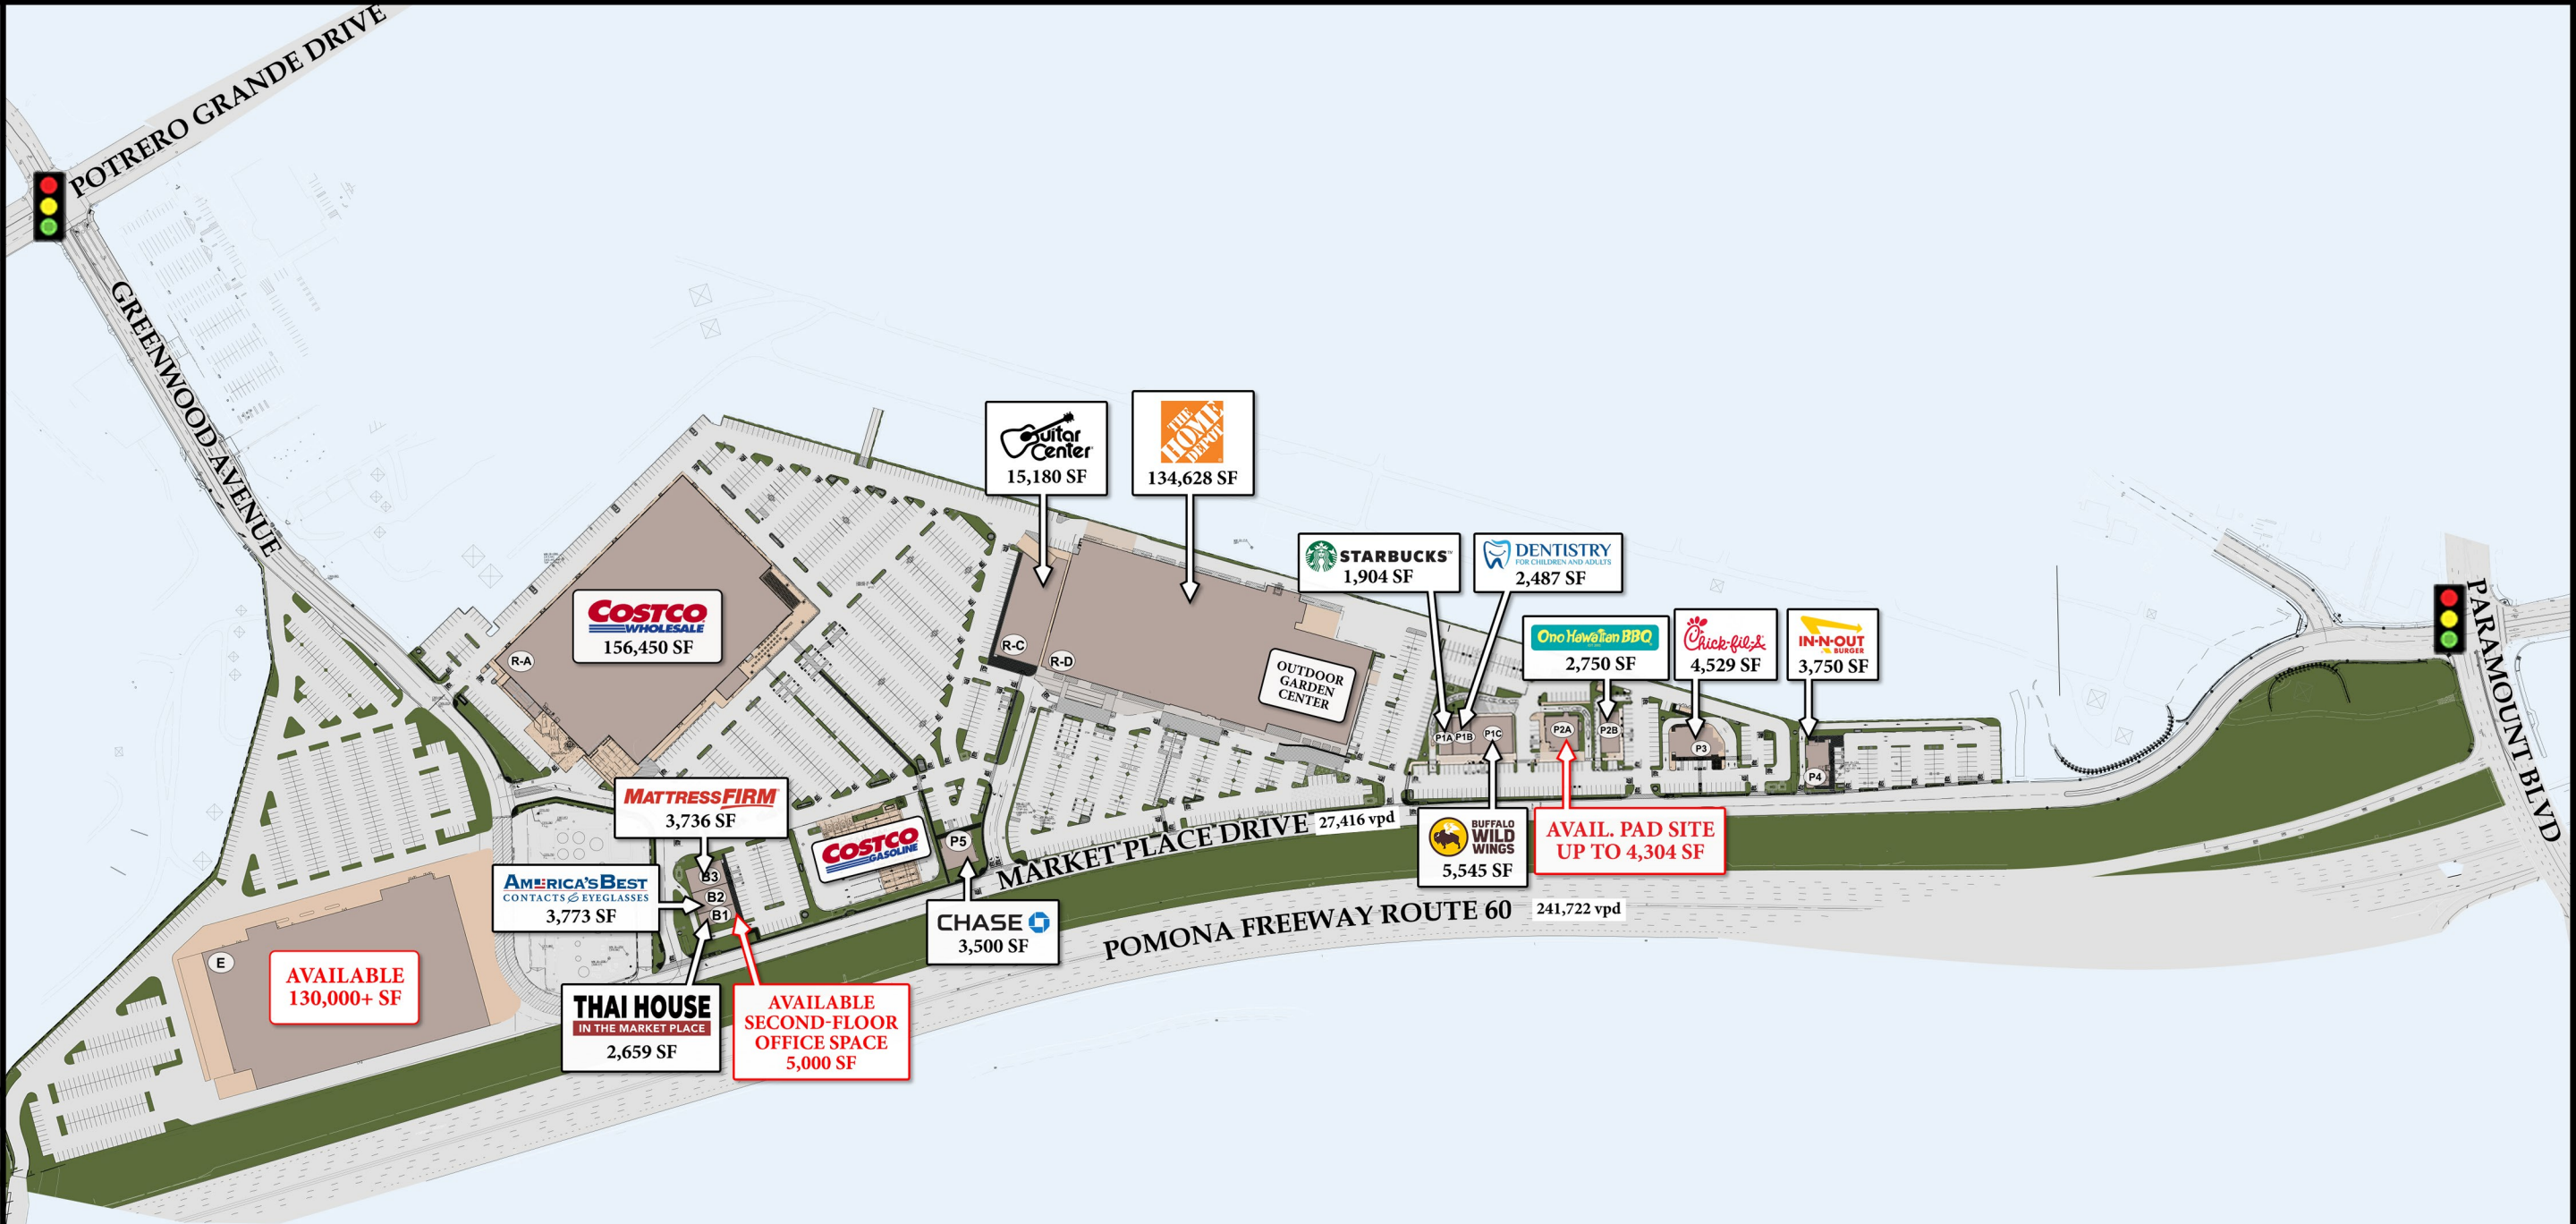 POTRERO GRANDE DRIVE
GREENWOOD AVENUE
Guitar
Center
15,180 SF
THE
HOME
DEPOT
134,628 SF
STARBUCKS™
1,904 SF
DENTISTRY
FOR CHILDREN AND ADULTS
2,487 SF
Ono Hawaiian BBQ
2,750 SF
Chick-fil-A
4,529 SF
IN-N-OUT
BURGER
3,750 SF
PARAMOUNT BLVD
COSTCO
WHOLESALE
156,450 SF
R-A
R-C
R-D
OUTDOOR
GARDEN
CENTER
P1A
P1B
P1C
P2A
P2B
P3
P4
MATTRESSFIRM
3,736 SF
COSTCO
GASOLINE
P5
MARKET PLACE DRIVE
27,416 vpd
BUFFALO
WILD
WINGS
5,545 SF
AVAIL. PAD SITE
UP TO 4,304 SF
AMERICA'S BEST
CONTACTS & EYEGLASSES
3,773 SF
B3
B2
B1
CHASE
3,500 SF
POMONA FREEWAY ROUTE 60
241,722 vpd
E
AVAILABLE
130,000+ SF
THAI HOUSE
IN THE MARKET PLACE
2,659 SF
AVAILABLE
SECOND-FLOOR
OFFICE SPACE
5,000 SF